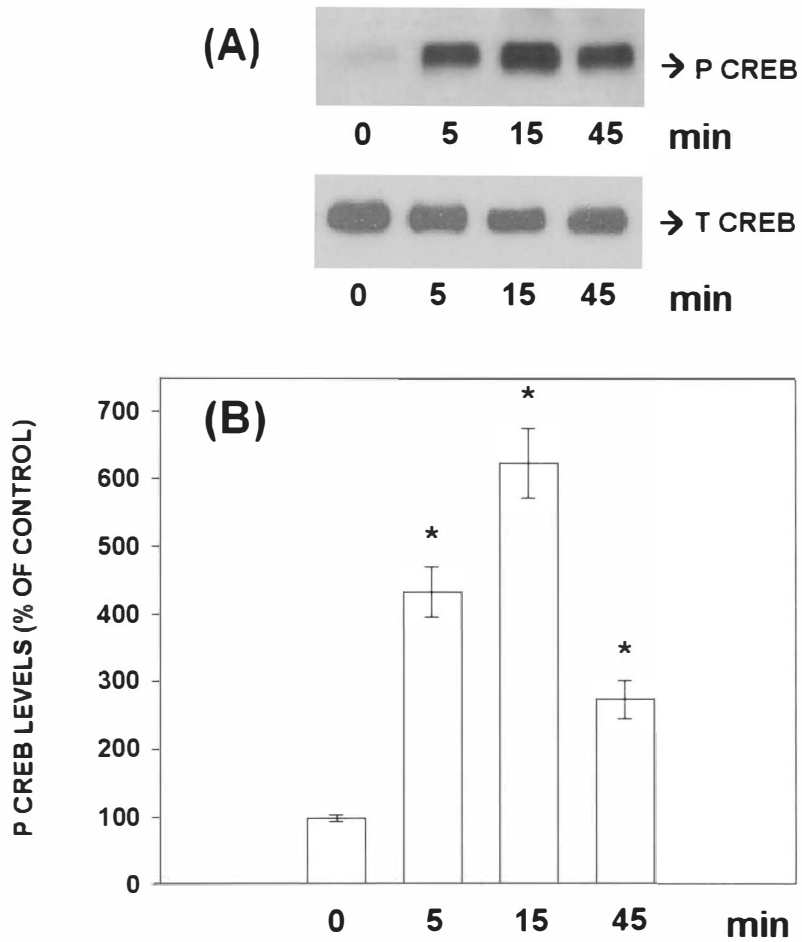 (A)
→ P CREB
0 5 15 45 min
→ T CREB
0 5 15 45 min
(B)
P CREB LEVELS (% OF CONTROL)
700
600
500
400
300
200
100
0
*
*
*
0 5 15 45 min